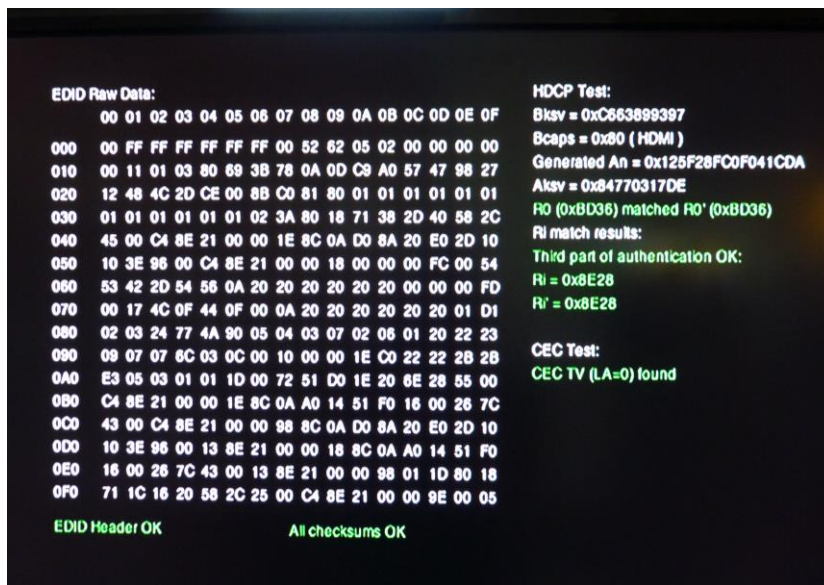 EDID Raw Data:
00 01 02 03 04 05 06 07 08 09 0A 0B 0C 0D 0E 0F
000 00 FF FF FF FF FF FF 00 52 62 05 02 00 00 00 00
010 00 11 01 03 80 69 3B 78 0A 0D C9 A0 57 47 98 27
020 12 48 4C 2D CE 00 8B C0 81 80 01 01 01 01 01 01
030 01 01 01 01 01 01 02 3A 80 18 71 38 2D 40 58 2C
040 45 00 C4 8E 21 00 00 1E 8C 0A D0 8A 20 E0 2D 10
050 10 3E 96 00 C4 8E 21 00 00 18 00 00 00 FC 00 54
060 53 42 2D 54 56 0A 20 20 20 20 20 20 00 00 00 FD
070 00 17 4C 0F 44 0F 00 0A 20 20 20 20 20 20 01 D1
080 02 03 24 77 4A 90 05 04 03 07 02 06 01 20 22 23
090 09 07 07 6C 03 0C 00 10 00 00 1E C0 22 22 2B 2B
0A0 E3 05 03 01 01 1D 00 72 51 D0 1E 20 6E 28 55 00
0B0 C4 8E 21 00 00 1E 8C 0A A0 14 51 F0 16 00 26 7C
0C0 43 00 C4 8E 21 00 00 98 8C 0A D0 8A 20 E0 2D 10
0D0 10 3E 96 00 13 8E 21 00 00 18 8C 0A A0 14 51 F0
0E0 16 00 26 7C 43 00 13 8E 21 00 00 98 01 1D 80 18
0F0 71 1C 16 20 58 2C 25 00 C4 8E 21 00 00 9E 00 05
EDID Header OK All checksums OK
HDCP Test:
Bksv = 0xC663899397
Bcaps = 0x80 ( HDMI )
Generated An = 0x125F28FC0F041CDA
Aksv = 0x84770317DE
R0 (0xBD36) matched R0' (0xBD36)
Ri match results:
Third part of authentication OK:
Ri = 0x8E28
Ri' = 0x8E28
CEC Test:
CEC TV (LA=0) found